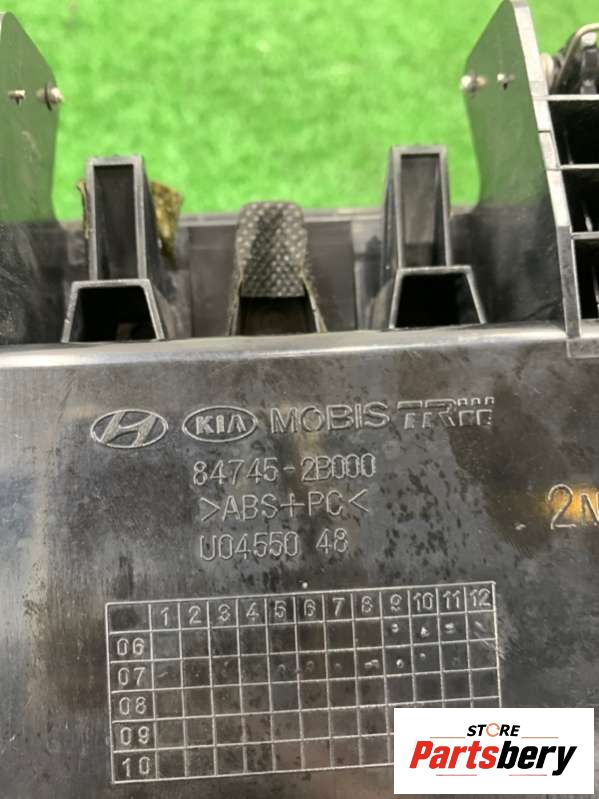 KIA MOBIS TRW
84745-2B000
>ABS+PC<
U04550 48
1 2 3 4 5 6 7 8 9 10 11 12
06
07
08
09
10
STORE
Partsbery